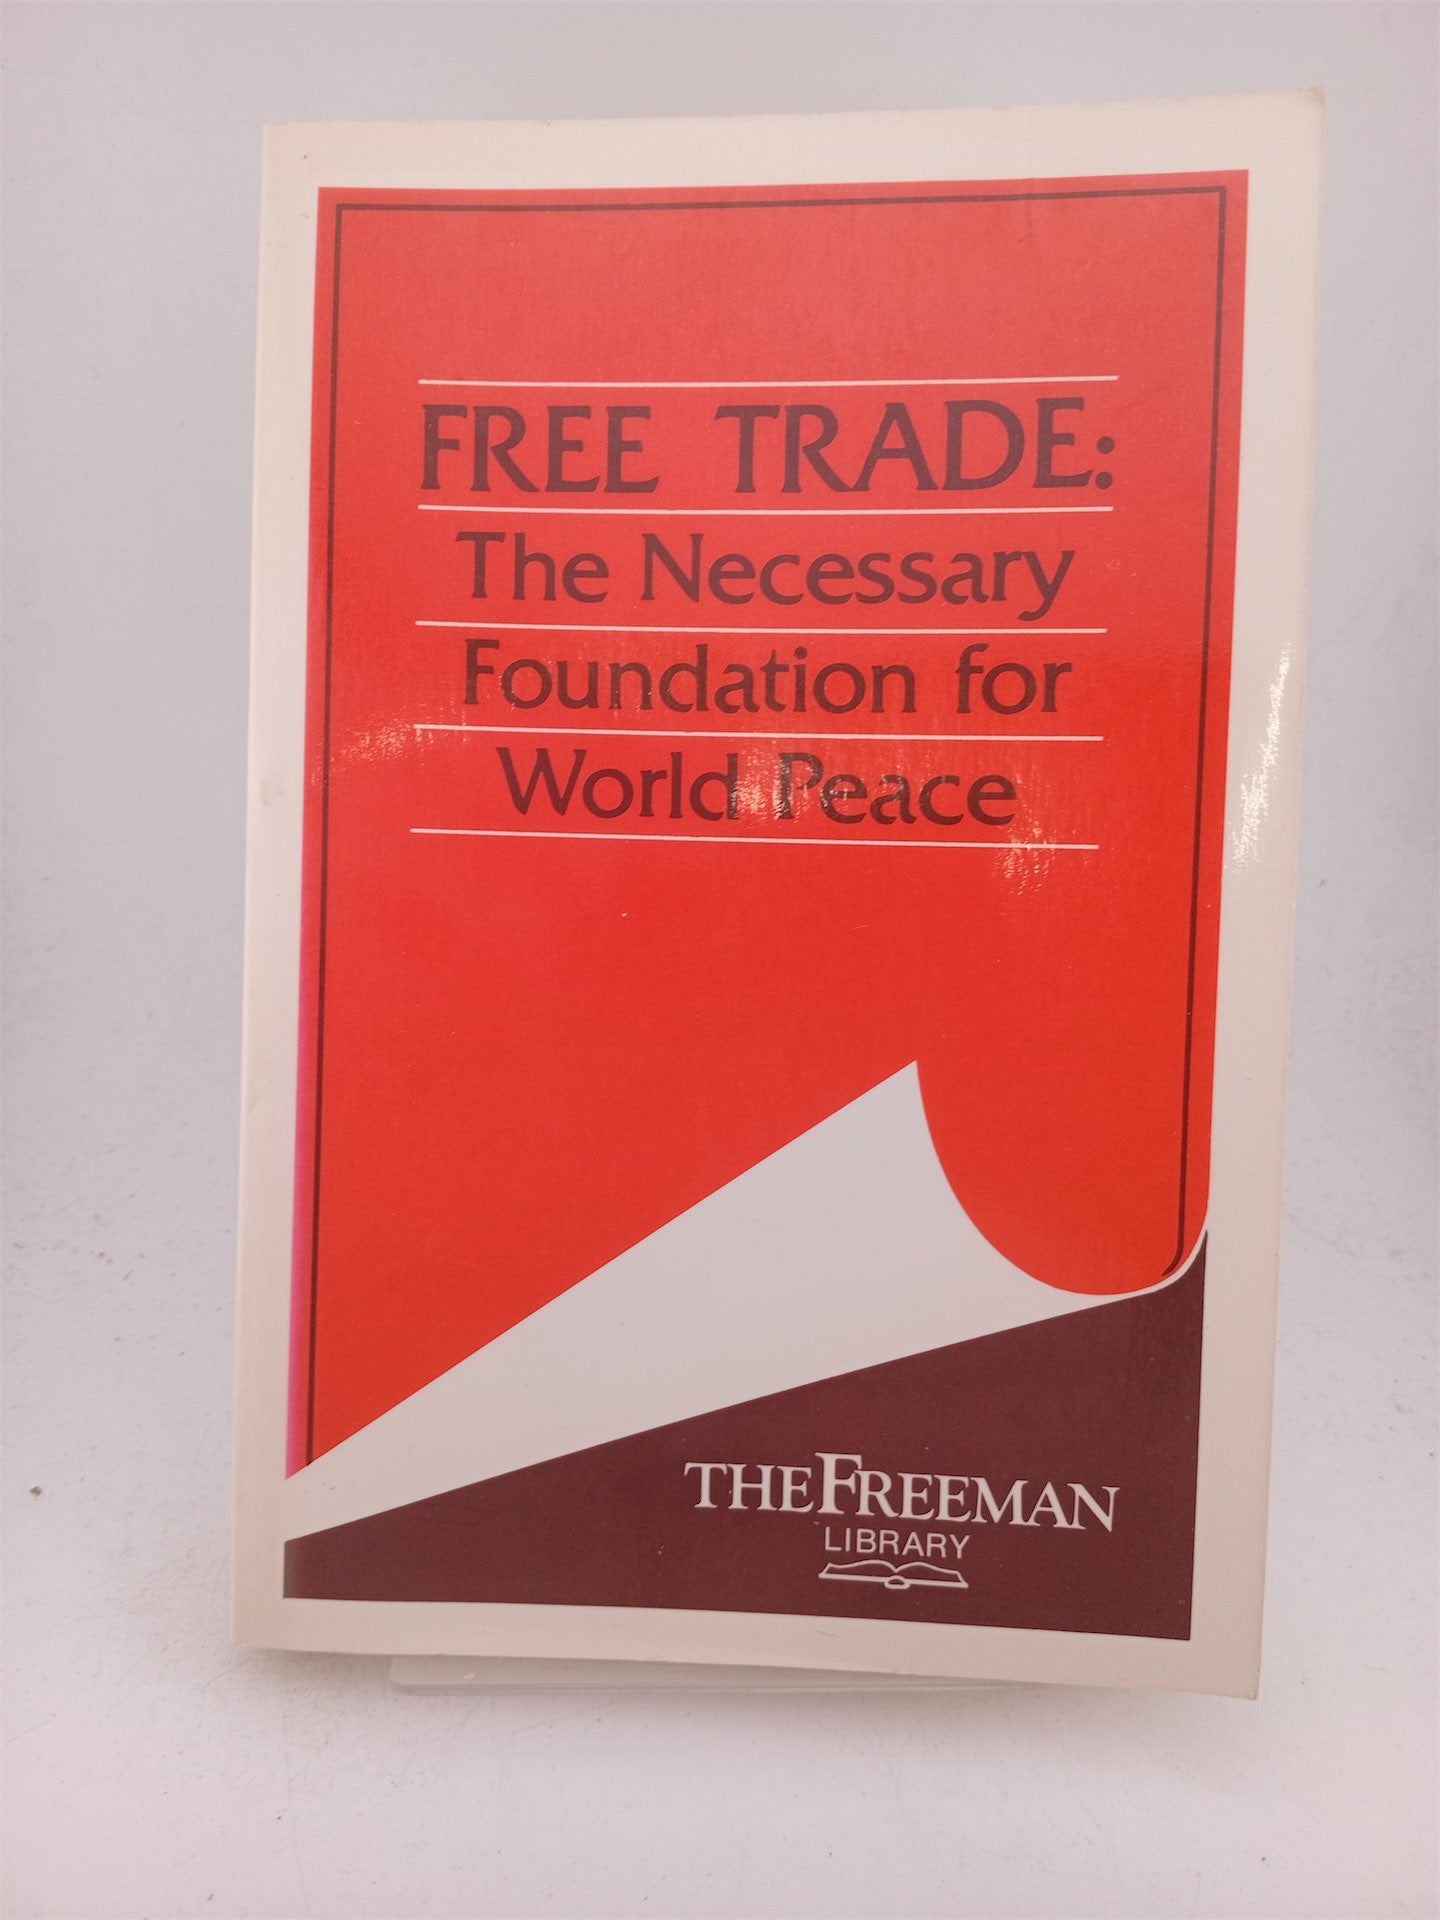 FREE TRADE:
The Necessary
Foundation for
World Peace
THE FREEMAN
LIBRARY